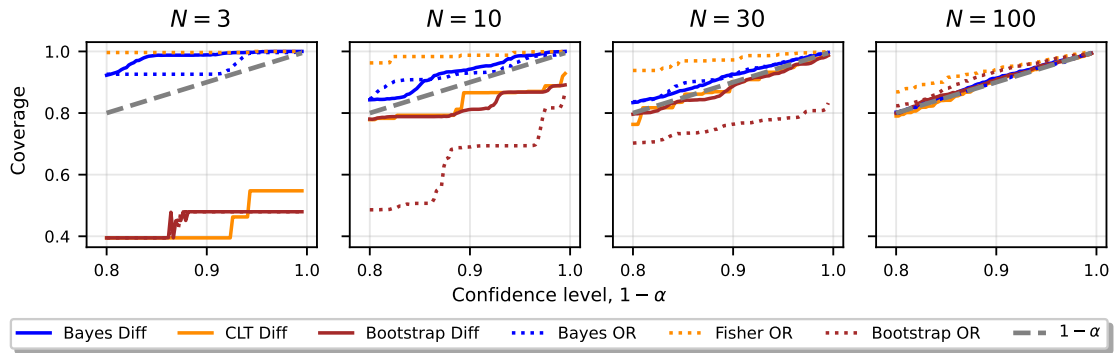 N = 3
N = 10
N = 30
N = 100
Coverage
1.0
0.8
0.6
0.4
0.8 0.9 1.0
0.8 0.9 1.0
0.8 0.9 1.0
0.8 0.9 1.0
Confidence level, 1 − α
Bayes Diff CLT Diff Bootstrap Diff Bayes OR Fisher OR Bootstrap OR 1 − α